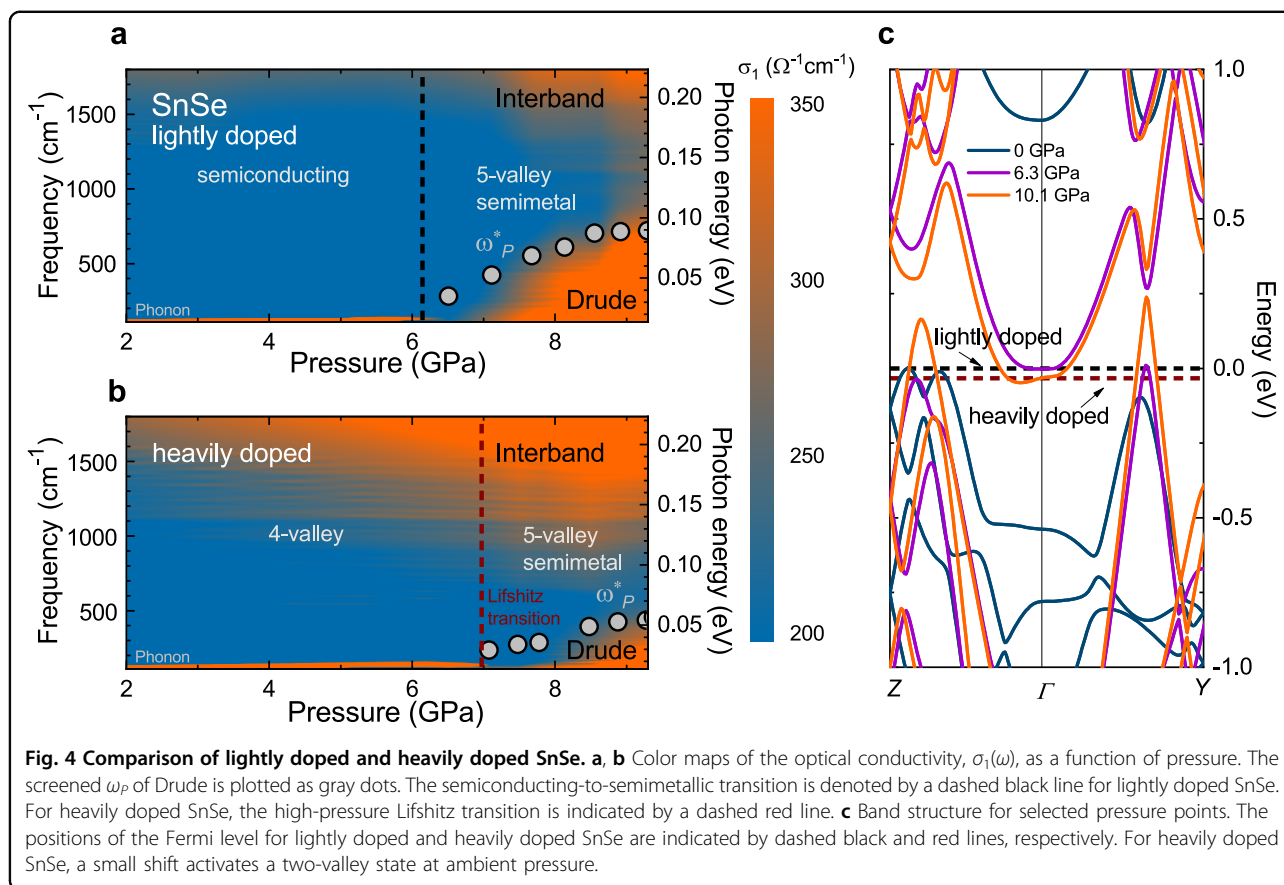 a
SnSe
lightly doped
semiconducting
Interband
5-valley
semimetal
ω*P
Drude
Phonon
Frequency (cm⁻¹)
1500
1000
500
2
4
6
8
Pressure (GPa)
Photon energy (eV)
0.20
0.15
0.10
0.05
b
heavily doped
Interband
4-valley
5-valley
semimetal
ω*P
Lifshitz
transition
Drude
Phonon
Frequency (cm⁻¹)
1500
1000
500
2
4
6
8
Pressure (GPa)
Photon energy (eV)
0.20
0.15
0.10
0.05
σ₁ (Ω⁻¹cm⁻¹)
350
300
250
200
c
0 GPa
6.3 GPa
10.1 GPa
lightly doped
heavily doped
1.0
0.5
0.0
-0.5
-1.0
Energy (eV)
Z
Γ
Y
Fig. 4 Comparison of lightly doped and heavily doped SnSe. a, b Color maps of the optical conductivity, σ₁(ω), as a function of pressure. The
screened ωP of Drude is plotted as gray dots. The semiconducting-to-semimetallic transition is denoted by a dashed black line for lightly doped SnSe.
For heavily doped SnSe, the high-pressure Lifshitz transition is indicated by a dashed red line. c Band structure for selected pressure points. The
positions of the Fermi level for lightly doped and heavily doped SnSe are indicated by dashed black and red lines, respectively. For heavily doped
SnSe, a small shift activates a two-valley state at ambient pressure.